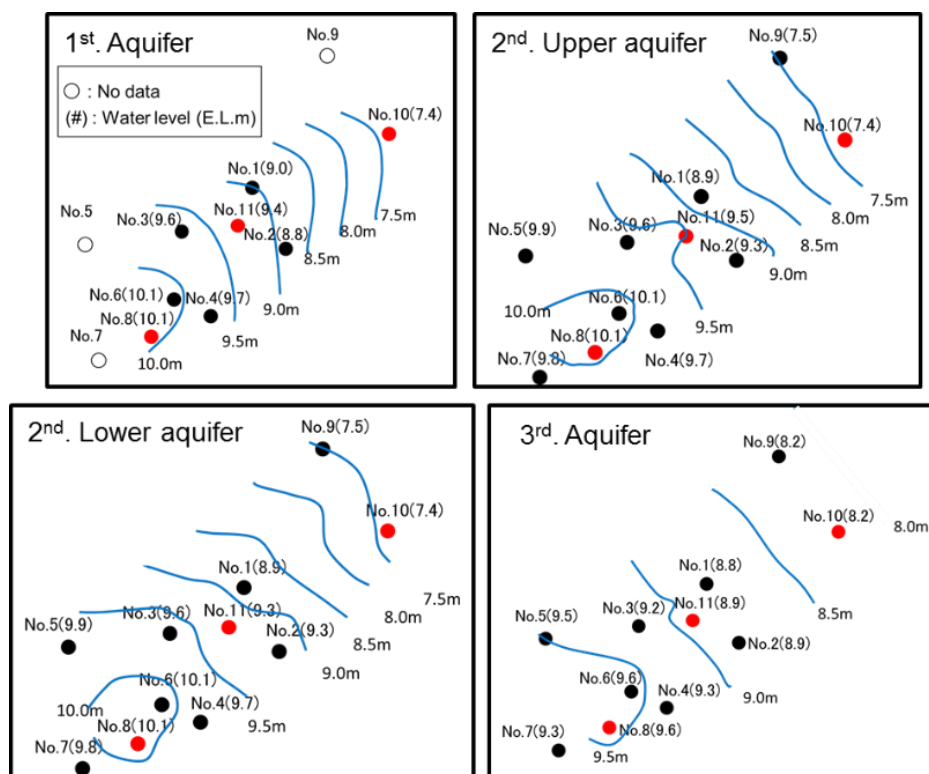 1st. Aquifer
No.9
○ : No data
(#) : Water level (E.L.m)
No.10(7.4)
No.1(9.0)
No.5
No.11(9.4)
No.3(9.6)
No.2(8.8)
7.5m
8.0m
8.5m
No.6(10.1)
No.4(9.7)
9.0m
No.8(10.1)
9.5m
No.7
10.0m
2nd. Upper aquifer
No.9(7.5)
No.10(7.4)
No.1(8.9)
No.11(9.5)
No.3(9.6)
No.5(9.9)
No.2(9.3)
7.5m
8.0m
8.5m
9.0m
No.6(10.1)
10.0m
9.5m
No.8(10.1)
No.7(9.8)
No.4(9.7)
2nd. Lower aquifer
No.9(7.5)
No.10(7.4)
No.1(8.9)
No.11(9.3)
No.3(9.6)
No.5(9.9)
No.2(9.3)
7.5m
8.0m
8.5m
9.0m
No.6(10.1)
10.0m
No.4(9.7)
9.5m
No.8(10.1)
No.7(9.8)
3rd. Aquifer
No.9(8.2)
No.10(8.2)
8.0m
No.1(8.8)
No.11(8.9)
No.3(9.2)
No.5(9.5)
8.5m
No.2(8.9)
No.6(9.6)
No.4(9.3)
9.0m
No.7(9.3)
No.8(9.6)
9.5m